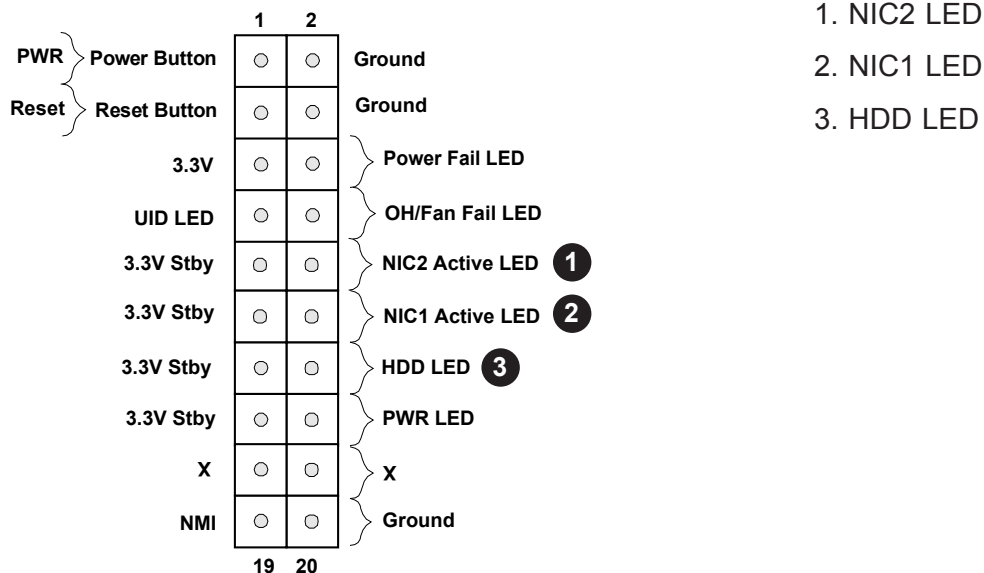 1 2
PWR Power Button Ground
Reset Reset Button Ground
3.3V Power Fail LED
UID LED OH/Fan Fail LED
3.3V Stby NIC2 Active LED 1
3.3V Stby NIC1 Active LED 2
3.3V Stby HDD LED 3
3.3V Stby PWR LED
X X
NMI Ground
19 20
1. NIC2 LED
2. NIC1 LED
3. HDD LED